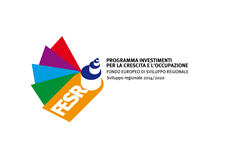 PROGRAMMA INVESTIMENTI
PER LA CRESCITA E L'OCCUPAZIONE
FONDO EUROPEO DI SVILUPPO REGIONALE
Sviluppo regionale 2014/2020
FESR